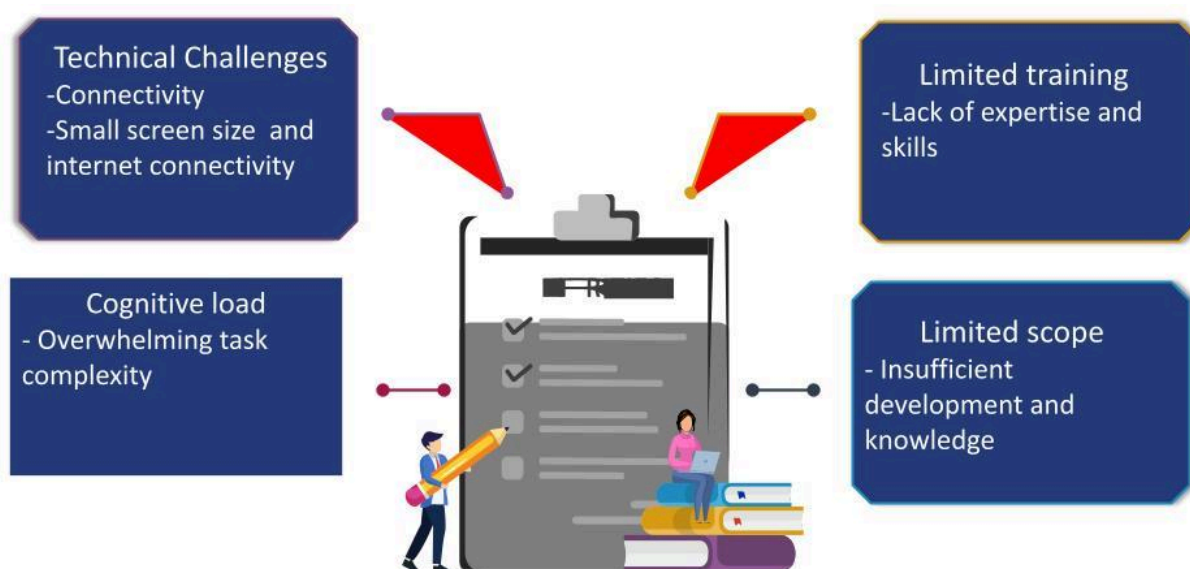 Technical Challenges
-Connectivity
-Small screen size and
internet connectivity
Limited training
-Lack of expertise and
skills
Cognitive load
- Overwhelming task
complexity
Limited scope
- Insufficient
development and
knowledge